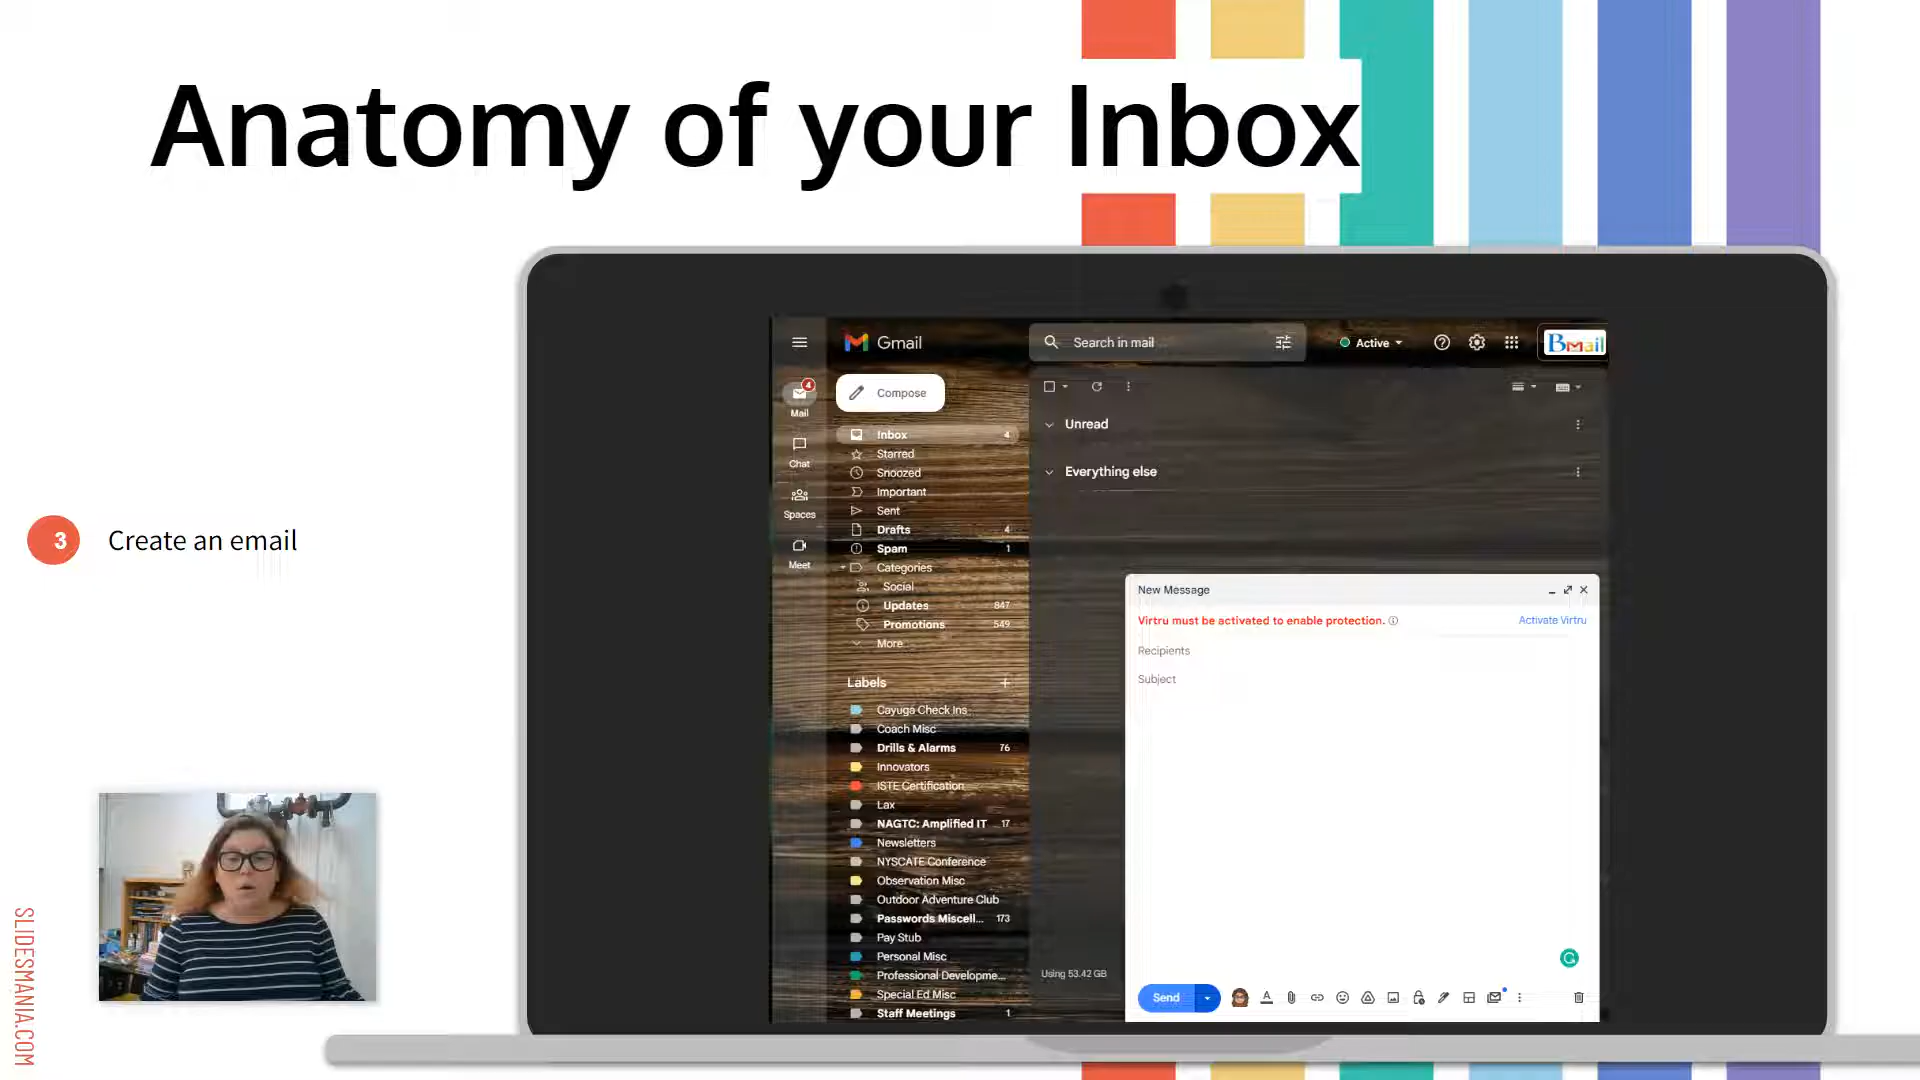 Anatomy of your Inbox
3 Create an email
SLIDESMANIA.COM
Gmail
Search in mail
Active
Bmail
4
Mail
Chat
Spaces
Meet
Compose
Inbox 4
Starred
Snoozed
Important
Sent
Drafts 4
Spam 1
Categories
Social
Updates 847
Promotions 549
More
Labels +
Cayuga Check Ins
Coach Misc
Drills & Alarms 76
Innovators
ISTE Certification
Lax
NAGTC: Amplified IT 17
Newsletters
NYSCATE Conference
Observation Misc
Outdoor Adventure Club
Passwords Miscell... 173
Pay Stub
Personal Misc
Professional Developme...
Special Ed Misc
Staff Meetings 1
Unread
Everything else
Using 53.42 GB
New Message
Virtru must be activated to enable protection. Activate Virtru
Recipients
Subject
Send